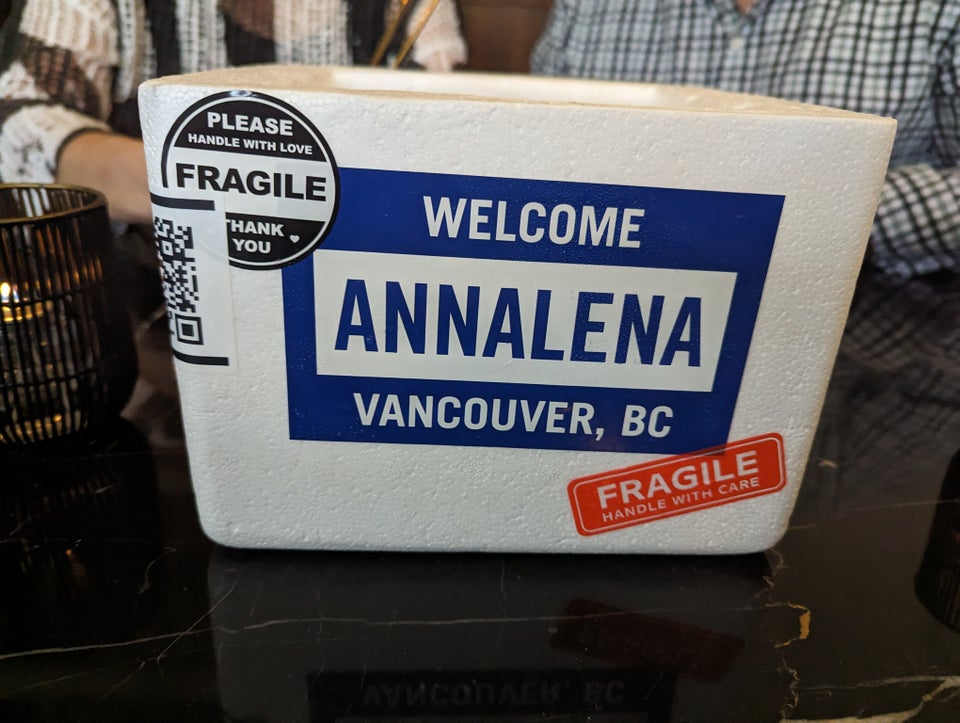 PLEASE
HANDLE WITH LOVE
FRAGILE
THANK
YOU
WELCOME
ANNALENA
VANCOUVER, BC
FRAGILE
HANDLE WITH CARE